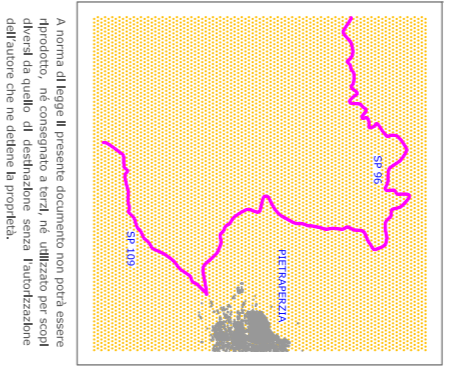 SP 96
PIETRAPERZIA
SP 109
A norma di legge il presente documento non potrà essere
riprodotto, né consegnato a terzi, né utilizzato per scopi
diversi da quello di destinazione senza l'autorizzazione
dell'autore che ne detiene la proprietà.